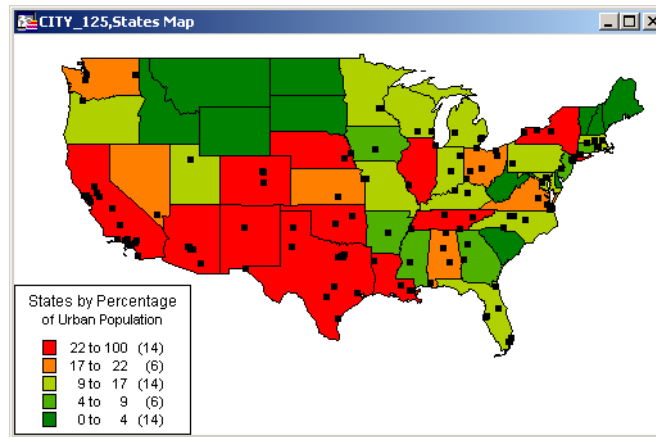 CITY_125,States Map
States by Percentage
of Urban Population
22 to 100 (14)
17 to 22 (6)
9 to 17 (14)
4 to 9 (6)
0 to 4 (14)